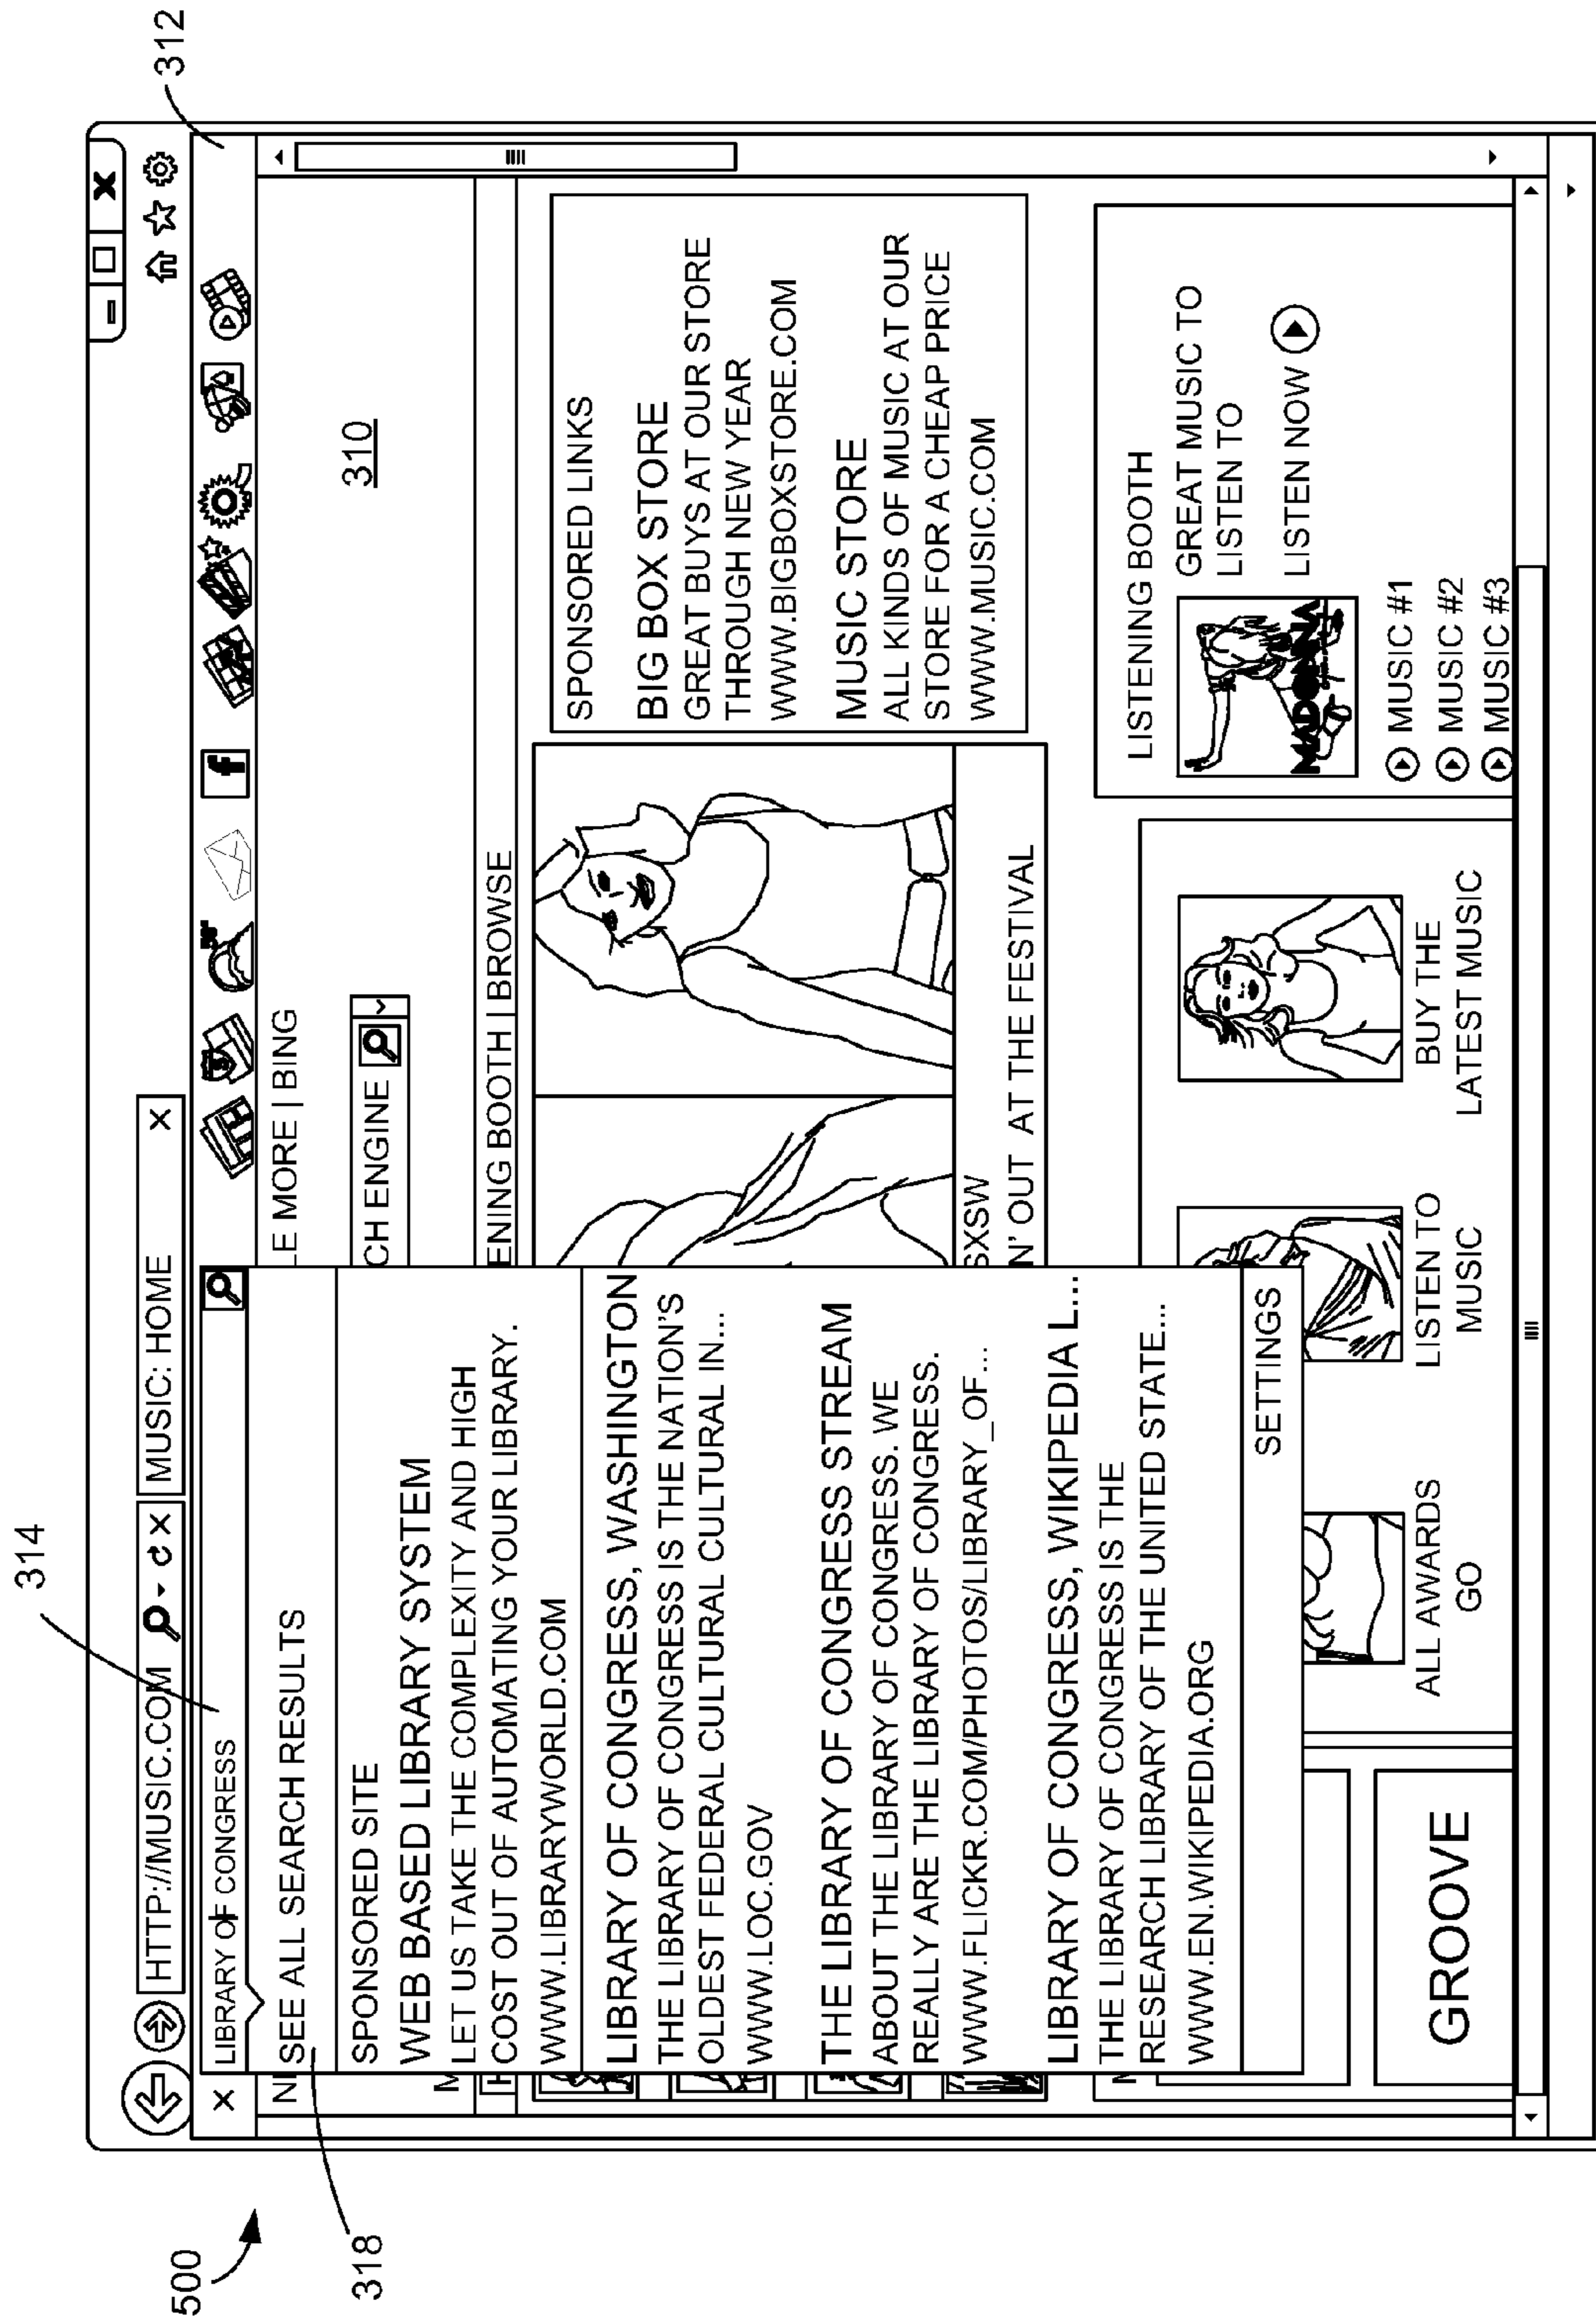 500
314
312
HTTP://MUSIC.COM
MUSIC: HOME
X
LIBRARY OF CONGRESS
58°
f
310
NI
SEE ALL SEARCH RESULTS
318
LE MORE | BING
SPONSORED SITE
WEB BASED LIBRARY SYSTEM
LET US TAKE THE COMPLEXITY AND HIGH
COST OUT OF AUTOMATING YOUR LIBRARY.
WWW.LIBRARYWORLD.COM
LIBRARY OF CONGRESS, WASHINGTON
THE LIBRARY OF CONGRESS IS THE NATION'S
OLDEST FEDERAL CULTURAL CULTURAL IN...
WWW.LOC.GOV
THE LIBRARY OF CONGRESS STREAM
ABOUT THE LIBRARY OF CONGRESS. WE
REALLY ARE THE LIBRARY OF CONGRESS.
WWW.FLICKR.COM/PHOTOS/LIBRARY_OF...
LIBRARY OF CONGRESS, WIKIPEDIA L...
THE LIBRARY OF CONGRESS IS THE
RESEARCH LIBRARY OF THE UNITED STATE...
WWW.EN.WIKIPEDIA.ORG
SETTINGS
CH ENGINE
ENING BOOTH | BROWSE
SXSW
N' OUT AT THE FESTIVAL
SPONSORED LINKS
BIG BOX STORE
GREAT BUYS AT OUR STORE
THROUGH NEW YEAR
WWW.BIGBOXSTORE.COM
MUSIC STORE
ALL KINDS OF MUSIC AT OUR
STORE FOR A CHEAP PRICE
WWW.MUSIC.COM
GROOVE
ALL AWARDS
GO
LISTEN TO
MUSIC
BUY THE
LATEST MUSIC
LISTENING BOOTH
MADONNA
GREAT MUSIC TO
LISTEN TO
LISTEN NOW
MUSIC #1
MUSIC #2
MUSIC #3